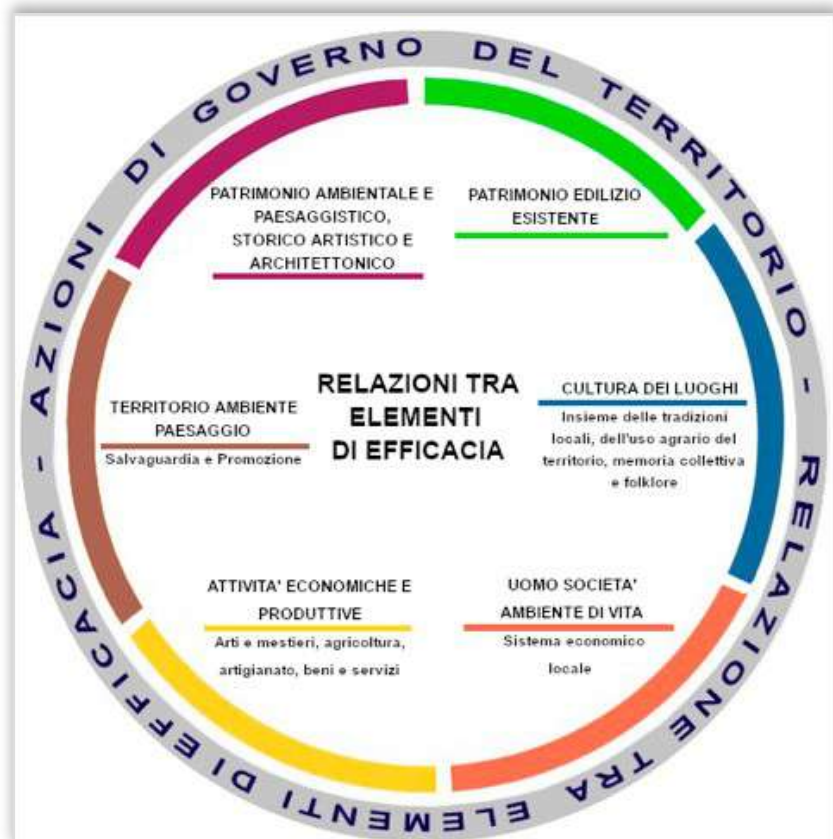 AZIONI DI GOVERNO DEL TERRITORIO - RELAZIONE TRA ELEMENTI DI EFFICACIA -
PATRIMONIO AMBIENTALE E
PAESAGGISTICO,
STORICO ARTISTICO E
ARCHITETTONICO
PATRIMONIO EDILIZIO
ESISTENTE
RELAZIONI TRA
ELEMENTI
DI EFFICACIA
CULTURA DEI LUOGHI
Insieme delle tradizioni
locali, dell'uso agrario del
territorio, memoria collettiva
e folklore
TERRITORIO AMBIENTE
PAESAGGIO
Salvaguardia e Promozione
ATTIVITA' ECONOMICHE E
PRODUTTIVE
Arti e mestieri, agricoltura,
artigianato, beni e servizi
UOMO SOCIETA'
AMBIENTE DI VITA
Sistema economico
locale